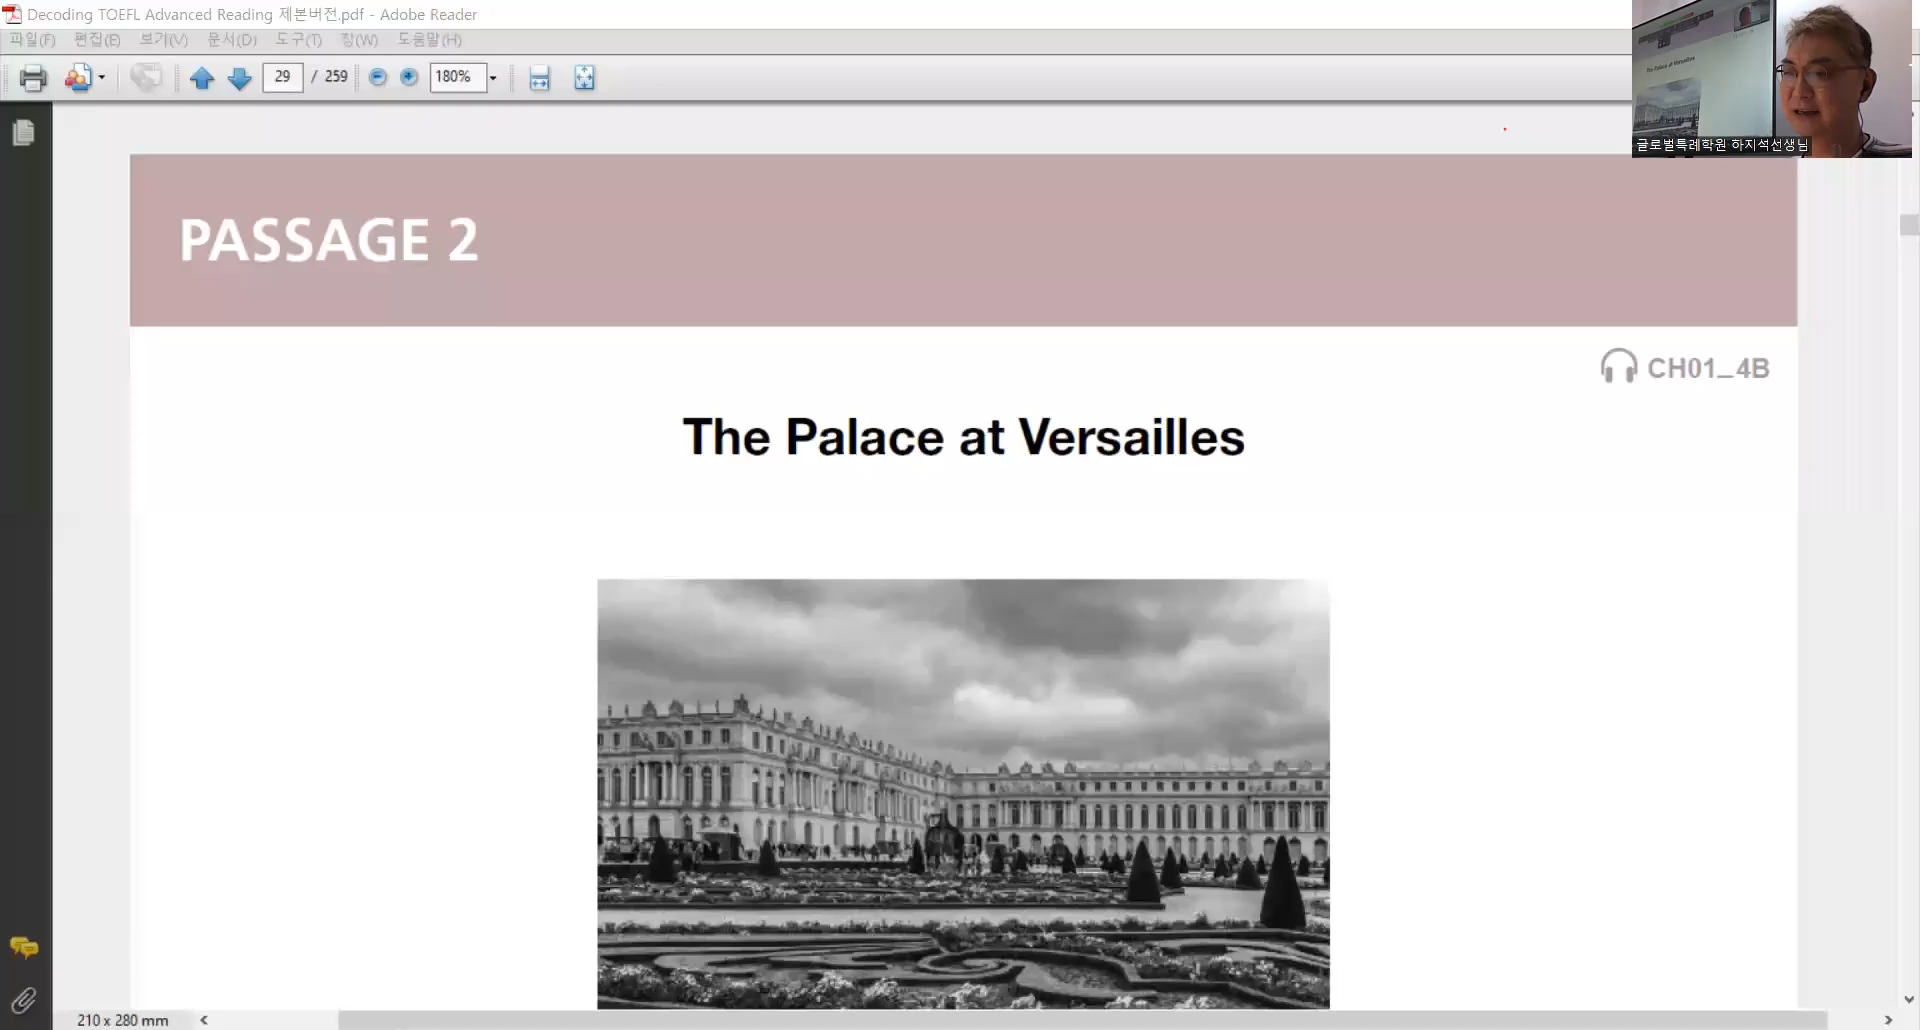 Decoding TOEFL Advanced Reading 제본버전.pdf - Adobe Reader
파일(F) 편집(E) 보기(V) 문서(D) 도구(T) 창(W) 도움말(H)
29 / 259 180%
글로벌특례학원 하지석선생님
PASSAGE 2
CH01_4B
The Palace at Versailles
210 x 280 mm